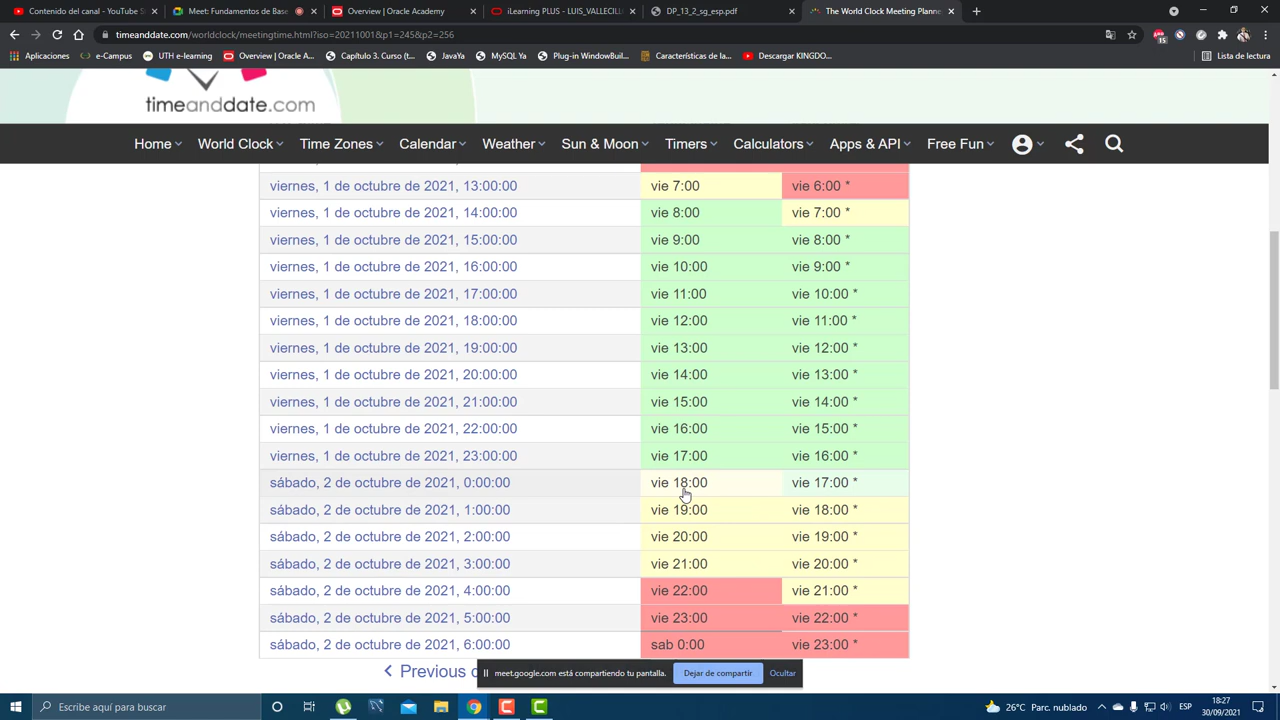 Contenido del canal - YouTube
Meet: Fundamentos de Base
Overview | Oracle Academy
iLearning PLUS - LUIS_VALLECILL
DP_13_2_sg_esp.pdf
The World Clock Meeting Planne
timeanddate.com/worldclock/meetingtime.html?iso=20211001&p1=245&p2=256
15
Aplicaciones
e-Campus
UTH e-learning
Overview | Oracle A...
Capítulo 3. Curso (t...
JavaYa
MySQL Ya
Plug-in WindowBuil...
Características de la...
Descargar KINGDO...
Lista de lectura
timeanddate.com
Home World Clock Time Zones Calendar Weather Sun & Moon Timers Calculators Apps & API Free Fun
viernes, 1 de octubre de 2021, 13:00:00 vie 7:00 vie 6:00 *
viernes, 1 de octubre de 2021, 14:00:00 vie 8:00 vie 7:00 *
viernes, 1 de octubre de 2021, 15:00:00 vie 9:00 vie 8:00 *
viernes, 1 de octubre de 2021, 16:00:00 vie 10:00 vie 9:00 *
viernes, 1 de octubre de 2021, 17:00:00 vie 11:00 vie 10:00 *
viernes, 1 de octubre de 2021, 18:00:00 vie 12:00 vie 11:00 *
viernes, 1 de octubre de 2021, 19:00:00 vie 13:00 vie 12:00 *
viernes, 1 de octubre de 2021, 20:00:00 vie 14:00 vie 13:00 *
viernes, 1 de octubre de 2021, 21:00:00 vie 15:00 vie 14:00 *
viernes, 1 de octubre de 2021, 22:00:00 vie 16:00 vie 15:00 *
viernes, 1 de octubre de 2021, 23:00:00 vie 17:00 vie 16:00 *
sábado, 2 de octubre de 2021, 0:00:00 vie 18:00 vie 17:00 *
sábado, 2 de octubre de 2021, 1:00:00 vie 19:00 vie 18:00 *
sábado, 2 de octubre de 2021, 2:00:00 vie 20:00 vie 19:00 *
sábado, 2 de octubre de 2021, 3:00:00 vie 21:00 vie 20:00 *
sábado, 2 de octubre de 2021, 4:00:00 vie 22:00 vie 21:00 *
sábado, 2 de octubre de 2021, 5:00:00 vie 23:00 vie 22:00 *
sábado, 2 de octubre de 2021, 6:00:00 sab 0:00 vie 23:00 *
Previous
meet.google.com está compartiendo tu pantalla. Dejar de compartir Ocultar
Escribe aquí para buscar
26°C Parc. nublado
ESP
18:27
30/09/2021